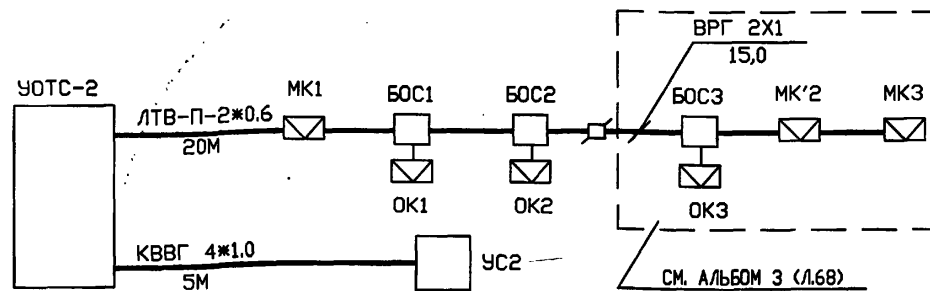 ВРГ 2Х1
15,0
УОТС-2
МК1
БОС1
БОС2
БОС3
МК'2
МК3
ЛТВ-П-2*0.6
20М
ОК1
ОК2
ОК3
КВВГ 4*1.0
5М
УС2
СМ. АЛЬБОМ 3 (Л.68)